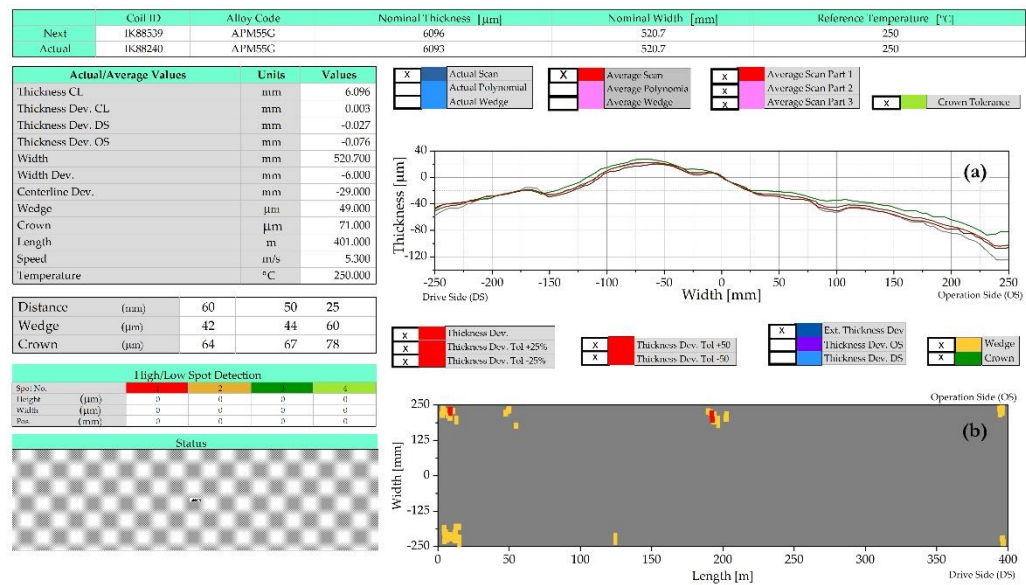 Coil ID Alloy Code Nominal Thickness [μm] Nominal Width [mm] Reference Temperature [°C]
Next IK88539 APM55G 6096 520.7 250
Actual IK88240 APM55G 6093 520.7 250
Actual/Average Values Units Values
Thickness CL mm 6.096
Thickness Dev. CL mm 0.003
Thickness Dev. DS mm -0.027
Thickness Dev. OS mm -0.076
Width mm 520.700
Width Dev. mm -6.000
Centerline Dev. mm -29.000
Wedge μm 49.000
Crown μm 71.000
Length m 401.000
Speed m/s 5.300
Temperature °C 250.000
Distance (mm) 60 50 25
Wedge (μm) 42 44 60
Crown (μm) 64 67 78
High/Low Spot Detection
Spot No. 1 2 3 4
Height (μm) 0 0 0 0
Width (μm) 0 0 0 0
Pos. (mm) 0 0 0 0
Status
X Actual Scan
Actual Polynomial
Actual Wedge
X Average Scan
Average Polynomia
Average Wedge
X Average Scan Part 1
X Average Scan Part 2
X Average Scan Part 3
X Crown Tolerance
Thickness [μm]
40
0
-40
-80
-120
(a)
-250 -200 -150 -100 -50 0 50 100 150 200 250
Drive Side (DS) Width [mm] Operation Side (OS)
X Thickness Dev.
X Thickness Dev. Tol +25%
X Thickness Dev. Tol -25%
X Thickness Dev. Tol +50
X Thickness Dev. Tol -50
X Ext. Thickness Dev
Thickness Dev. OS
Thickness Dev. DS
X Wedge
X Crown
Operation Side (OS)
Width [mm]
250
125
0
-125
-250
(b)
0 50 100 150 200 250 300 350 400
Length [m] Drive Side (DS)